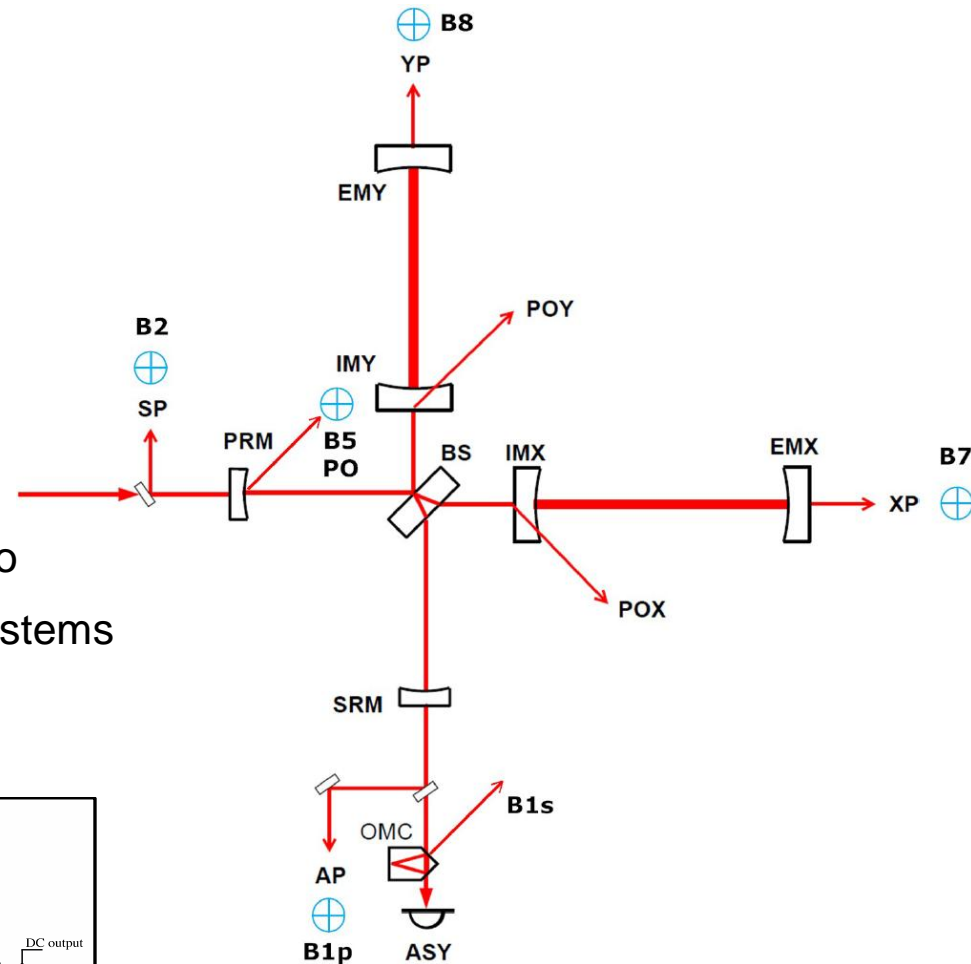 B8
YP
EMY
POY
B2
IMY
SP
PRM
B5
PO
BS
IMX
EMX
B7
XP
o
stems
POX
SRM
B1s
OMC
AP
DC output
B1p
ASY